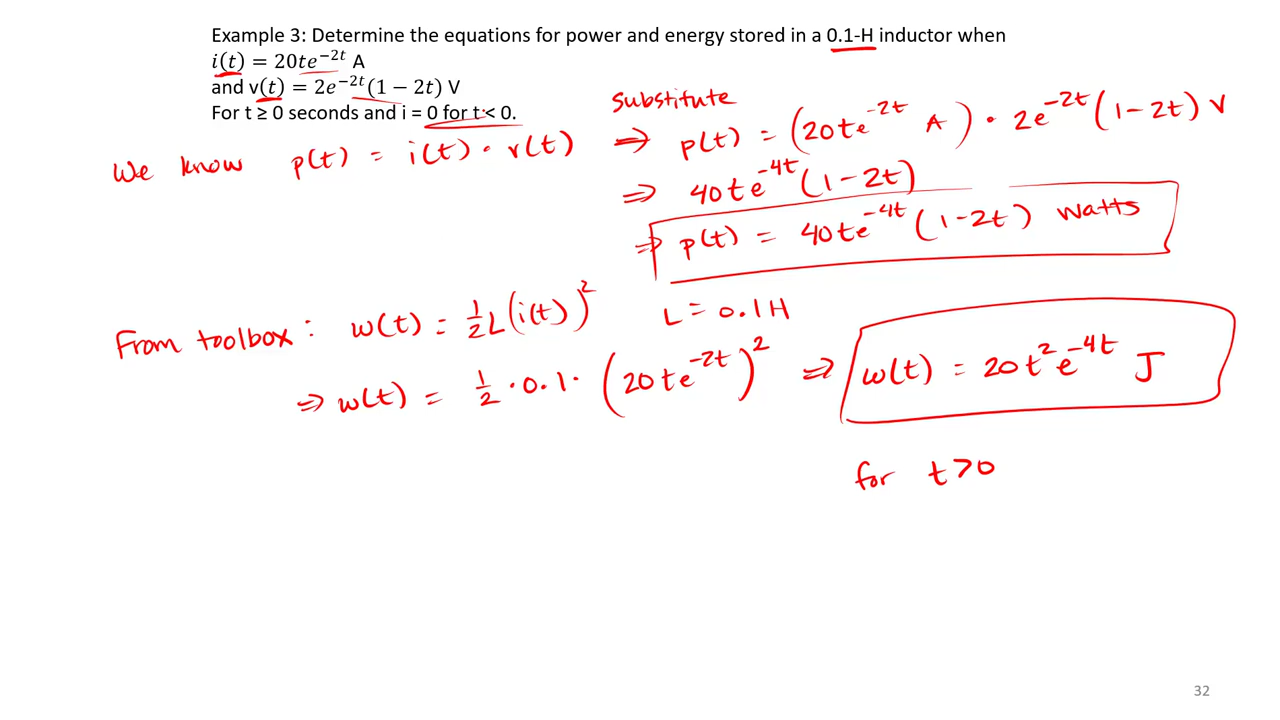 Example 3: Determine the equations for power and energy stored in a 0.1-H inductor when
i(t) = 20te⁻²ᵗ A
and v(t) = 2e⁻²ᵗ(1 − 2t) V
For t ≥ 0 seconds and i = 0 for t < 0.
Substitute
We know p(t) = i(t) · v(t) ⇒ p(t) = (20te⁻²ᵗ A) · 2e⁻²ᵗ(1-2t) V
⇒ 40te⁻⁴ᵗ(1-2t)
⇒ p(t) = 40te⁻⁴ᵗ(1-2t) watts
From toolbox: w(t) = ½L(i(t))² L = 0.1H
⇒ w(t) = ½ · 0.1 · (20te⁻²ᵗ)² ⇒ w(t) = 20t²e⁻⁴ᵗ J
for t>0
32